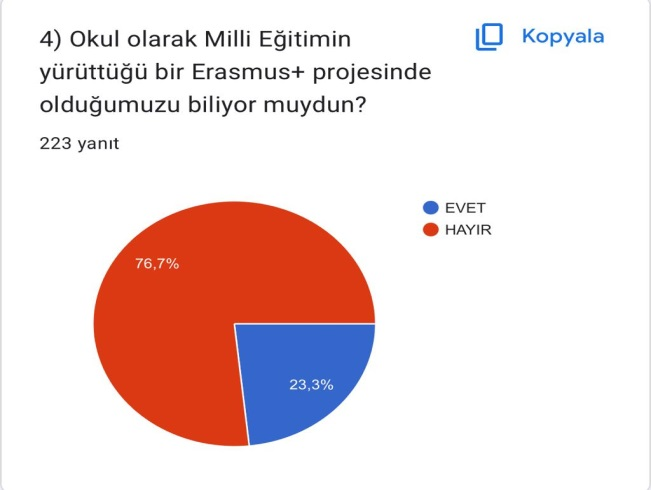 4) Okul olarak Milli Eğitimin
yürüttüğü bir Erasmus+ projesinde
olduğumuzu biliyor muydun?
Kopyala
223 yanıt
EVET
HAYIR
76,7%
23,3%